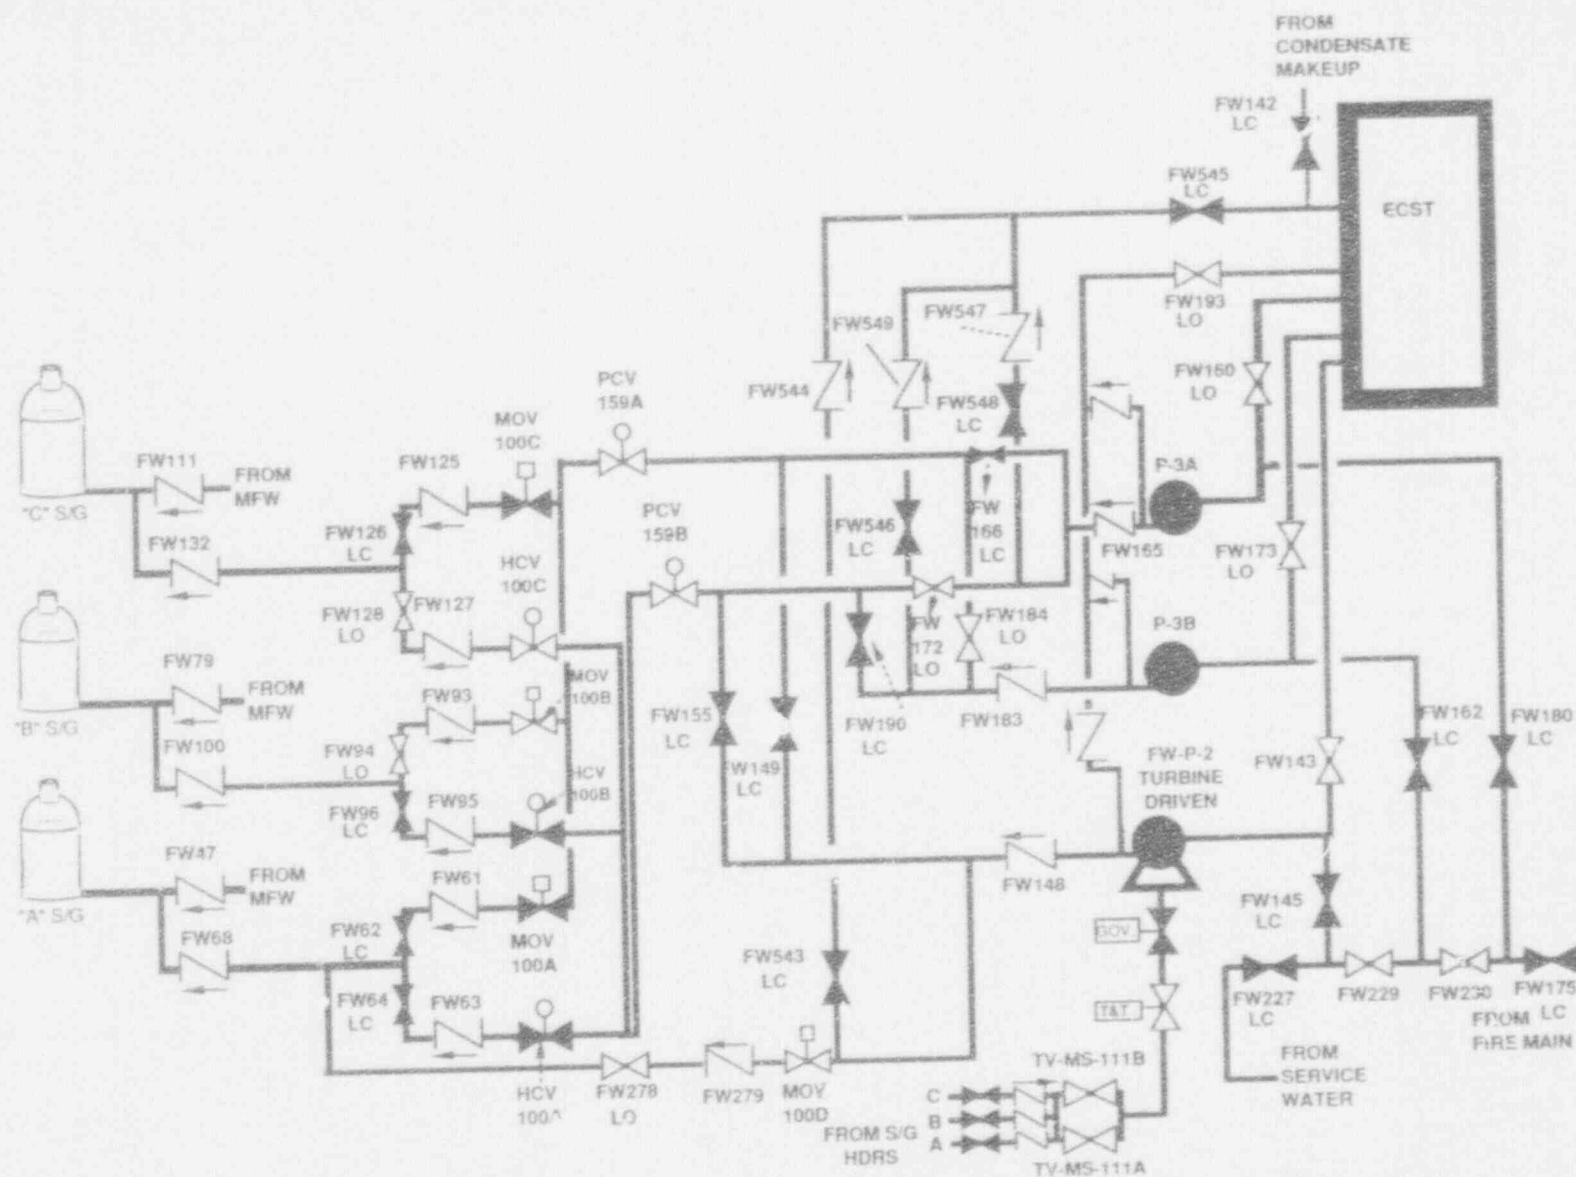 FROM
CONDENSATE
MAKEUP
FW142
LC
FW545
LC
ECST
FW193
LO
FW547
FW549
FW544
FW548
LC
FW160
LO
PCV
159A
MOV
100C
FW111
FROM
MFW
FW125
"C" S/G
FW126
LC
FW132
PCV
159B
HCV
100C
FW546
LC
FW
166
LC
P-3A
FW165
FW173
LO
FW128
LO
FW127
FW
172
LO
FW184
LO
P-3B
FW79
FROM
MFW
"B" S/G
FW93
MOV
100B
FW100
FW94
LO
FW155
LC
FW149
LC
FW190
LC
FW183
FW162
LC
FW180
LC
FW143
FW-P-2
TURBINE
DRIVEN
HCV
100B
FW95
FW96
LC
FW47
FROM
MFW
"A" S/G
FW61
FW148
FW145
LC
FW68
FW62
LC
MOV
100A
FW543
LC
GOV
T&T
FW64
LC
FW63
FW227
LC
FW229
FW230
FW175
LC
FROM
FIRE MAIN
FROM
SERVICE
WATER
HCV
100A
FW278
LO
FW279
MOV
100D
TV-MS-111B
C
B
A
FROM S/G
HDRS
TV-MS-111A